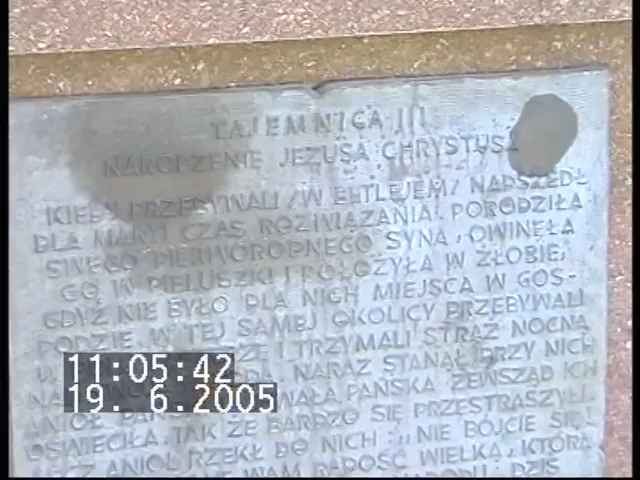 TAJEMNICA III
NARODZENIE JEZUSA CHRYSTUSA
KIEDY PRZEBYWALI /W BETLEJEM/ NADSZEDŁ
DLA MARYI CZAS ROZWIĄZANIA. PORODZIŁA
SWEGO PIERWORODNEGO SYNA, OWINĘŁA
GO W PIELUSZKI I POŁOŻYŁA W ŻŁOBIE,
GDYŻ NIE BYŁO DLA NICH MIEJSCA W GOS-
PODZIE. W TEJ SAMEJ OKOLICY PRZEBYWALI
I TRZYMALI STRAŻ NOCNĄ
NARAZ STANĄŁ PRZY NICH
ANIOŁ PAŃSKA ZEWSZĄD ICH
OŚWIECIŁA, TAK ŻE BARDZO SIĘ PRZESTRASZYLI.
LECZ ANIOŁ RZEKŁ DO NICH: „NIE BÓJCIE SIĘ!
WAM RADOŚĆ WIELKĄ, KTÓRA
DZIŚ
11:05:42
19. 6.2005